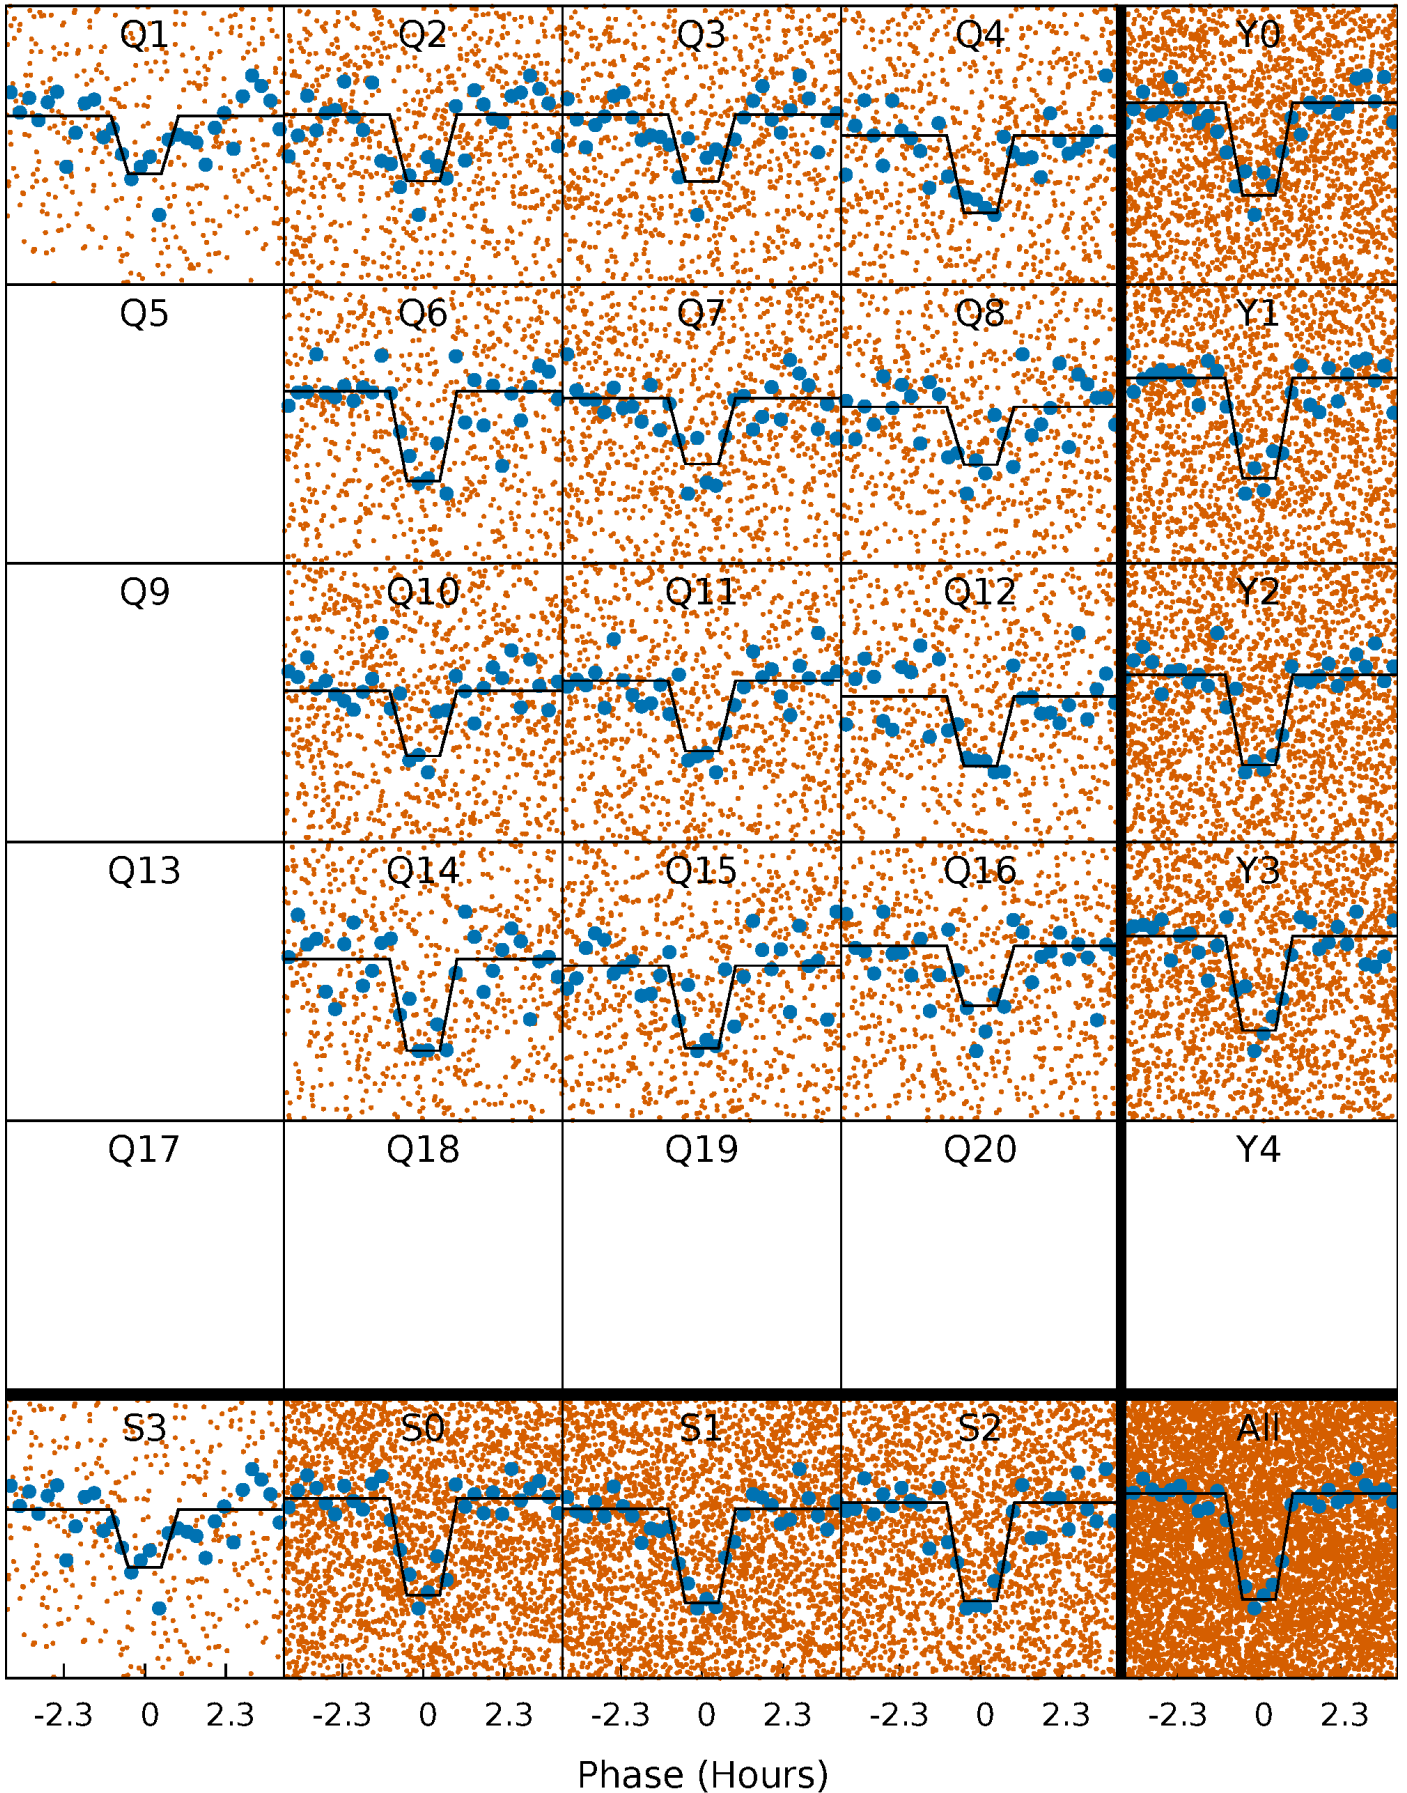 Q1 Q2 Q3 Q4 Y0
Q5 Q6 Q7 Q8 Y1
Q9 Q10 Q11 Q12 Y2
Q13 Q14 Q15 Q16 Y3
Q17 Q18 Q19 Q20 Y4
S3 S0 S1 S2 All
-2.3 0 2.3 -2.3 0 2.3 -2.3 0 2.3 -2.3 0 2.3 -2.3 0 2.3
Phase (Hours)